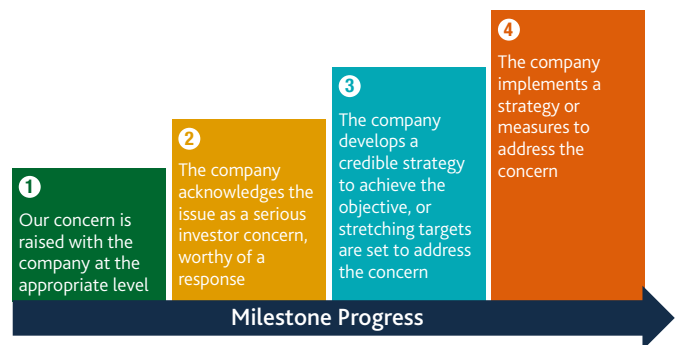 1
Our concern is
raised with the
company at the
appropriate level
2
The company
acknowledges the
issue as a serious
investor concern,
worthy of a
response
3
The company
develops a
credible strategy
to achieve the
objective, or
stretching targets
are set to address
the concern
4
The company
implements a
strategy or
measures to
address the
concern
Milestone Progress